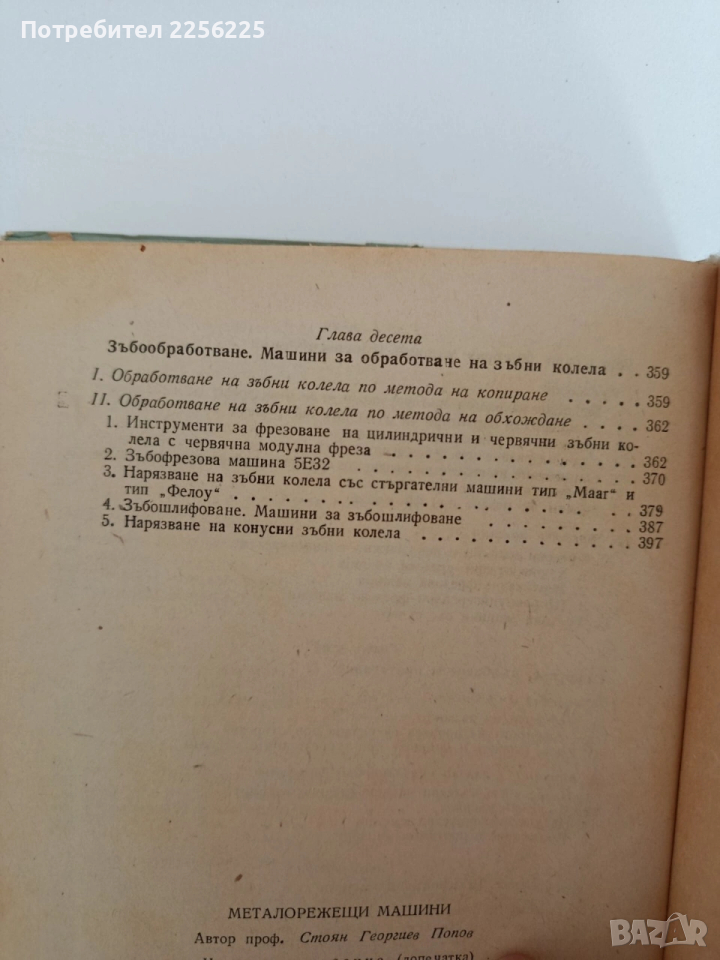 Потребител 2256225
Глава десета
Зъбообработване. Машини за обработваче на зъбни колела . . 359
I. Обработване на зъбни колела по метода на копиране . . . . . 359
II. Обработване на зъбни колела по метода на обхождане . . . . 362
1. Инструменти за фрезоване на цилиндрични и червячни зъбни ко-
лела с червячна модулна фреза . . . . . . . . . . . . 362
2. Зъбофрезова машина 5Е32 . . . . . . . . . . . . . . 370
3. Нарязване на зъбни колела със стъргателни машини тип „Мааг“ и
тип „Фелоу“ . . . . . . . . . . . . . . . . . . 379
4. Зъбошлифоване. Машини за зъбошлифоване . . . . . . . 387
5. Нарязване на конусни зъбни колела . . . . . . . . . . . 397
МЕТАЛОРЕЖЕЩИ МАШИНИ
Автор проф. Стоян Георгиев Попов
(допечатка)
BAZAR